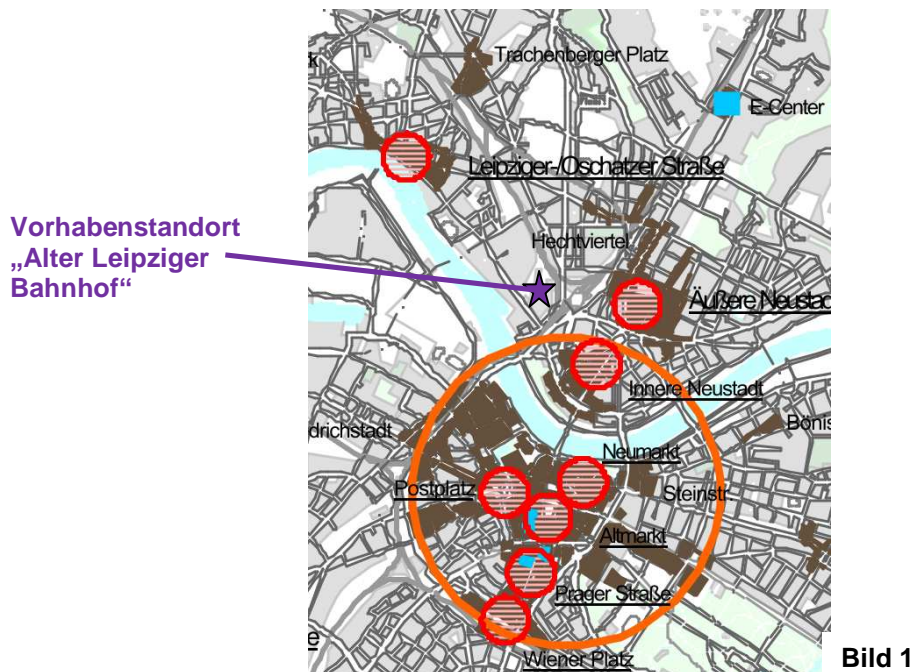 Trachenberger Platz
E-Center
Leipziger-/Oschatzer Straße
Vorhabenstandort
„Alter Leipziger
Bahnhof“
Hechtviertel
Äußere Neustad
Innere Neustadt
drichstadt
Bönis
Neumarkt
Postplatz
Steinstr.
Altmarkt
Prager Straße
Wiener Platz
Bild 1